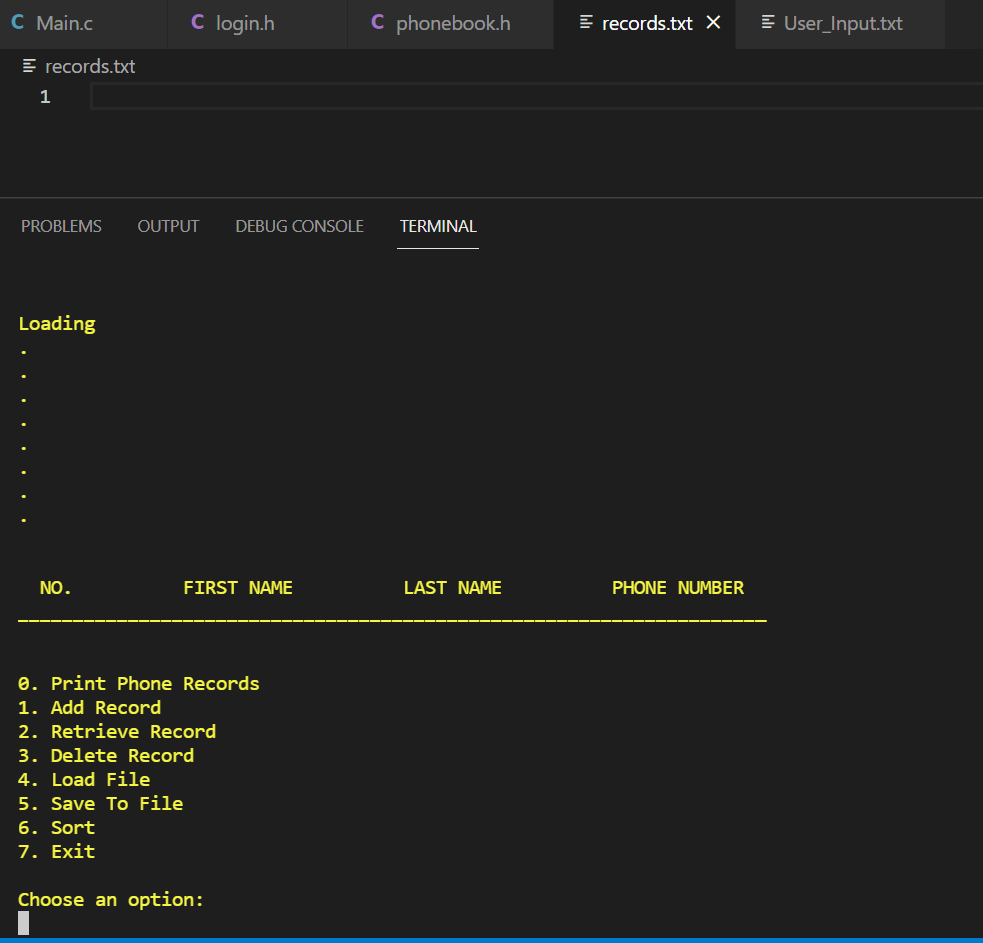 C Main.c C login.h C phonebook.h records.txt × User_Input.txt
records.txt
1
PROBLEMS OUTPUT DEBUG CONSOLE TERMINAL
Loading
.
.
.
.
.
.
.
.
NO. FIRST NAME LAST NAME PHONE NUMBER
____________________________________________________________________
0. Print Phone Records
1. Add Record
2. Retrieve Record
3. Delete Record
4. Load File
5. Save To File
6. Sort
7. Exit
Choose an option: